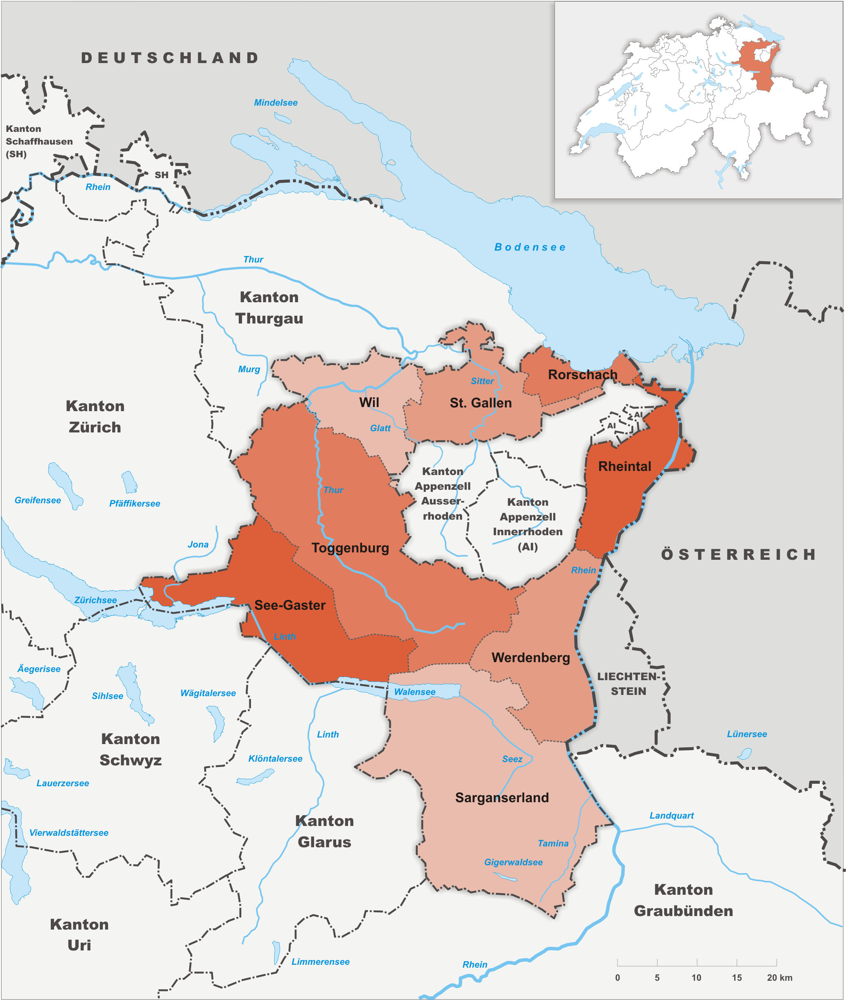 DEUTSCHLAND
Mindelsee
Kanton
Schaffhausen
(SH)
SH
Rhein
Bodensee
Thur
Kanton
Thurgau
Murg
Rorschach
Sitter
Wil
St. Gallen
Kanton
Zürich
AI
AI
Glatt
Rheintal
Kanton
Appenzell
Ausser-
rhoden
Thur
Greifensee
Pfäffikersee
Kanton
Appenzell
Innerrhoden
(AI)
Jona
Toggenburg
ÖSTERREICH
Rhein
Zürichsee
See-Gaster
Linth
Werdenberg
Äegerisee
LIECHTEN-
STEIN
Sihlsee
Wägitalersee
Walensee
Linth
Lünersee
Kanton
Schwyz
Klöntalersee
Seez
Lauerzersee
Sarganserland
Kanton
Glarus
Landquart
Vierwaldstättersee
Tamina
Gigerwaldsee
Kanton
Graubünden
Kanton
Uri
Limmerensee
Rhein
0 5 10 15 20 km